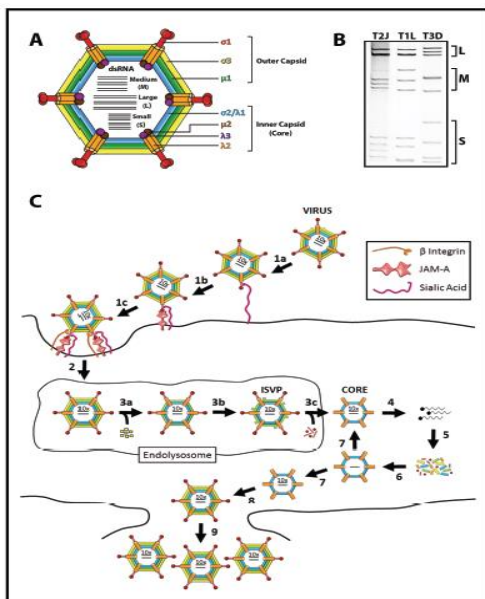 A
dsRNA
Medium
(M)
Large
(L)
Small
(S)
σ1
σ3
μ1
σ2/λ1
μ2
λ3
λ2
Outer Capsid
Inner Capsid
(Core)
B
T2J T1L T3D
L
M
S
C
VIRUS
1a
1b
1c
β Integrin
JAM-A
Sialic Acid
2
ISVP
CORE
3a
3b
3c
4
5
6
7
7
Endolysosome
8
9